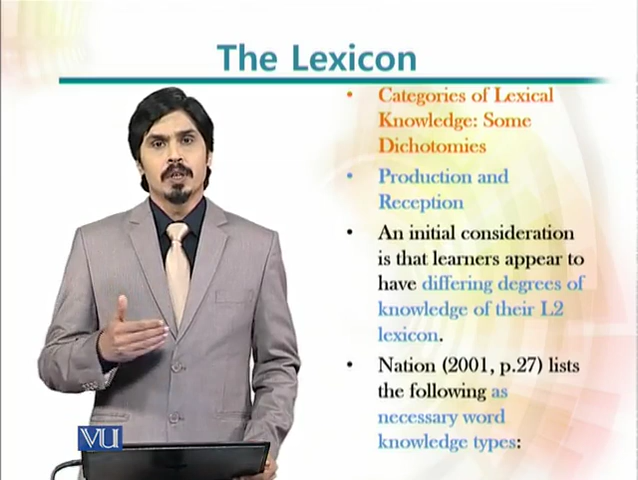 The Lexicon
• Categories of Lexical
Knowledge: Some
Dichotomies
• Production and
Reception
• An initial consideration
is that learners appear to
have differing degrees of
knowledge of their L2
lexicon.
• Nation (2001, p.27) lists
the following as
necessary word
knowledge types:
VU